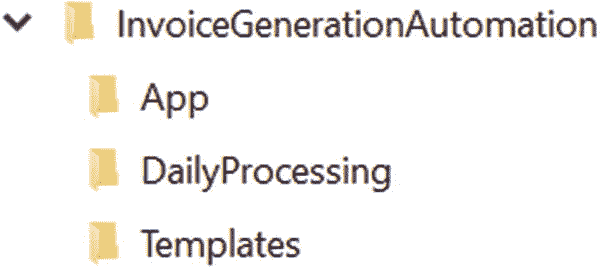 InvoiceGenerationAutomation
App
DailyProcessing
Templates